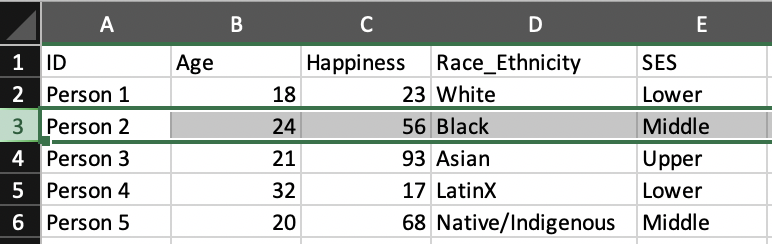 A B C D E
1 ID Age Happiness Race_Ethnicity SES
2 Person 1 18 23 White Lower
3 Person 2 24 56 Black Middle
4 Person 3 21 93 Asian Upper
5 Person 4 32 17 LatinX Lower
6 Person 5 20 68 Native/Indigenous Middle